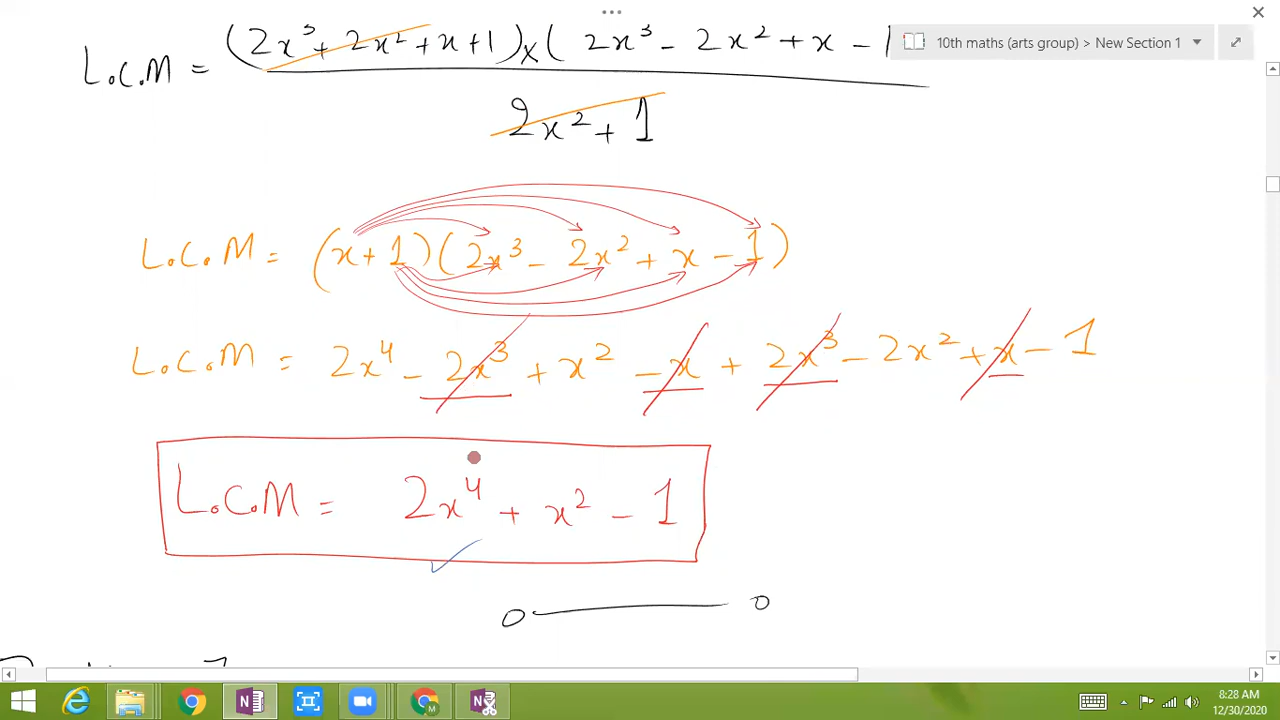 10th maths (arts group) > New Section 1
L.C.M = (2x³ + 2x² + x + 1) × ( 2x³ - 2x² + x -
2x² + 1
L.C.M = (x + 1)(2x³ - 2x² + x - 1)
L.C.M = 2x⁴ - 2x³ + x² - x + 2x³ - 2x² + x - 1
L.C.M = 2x⁴ + x² - 1
8:28 AM
12/30/2020